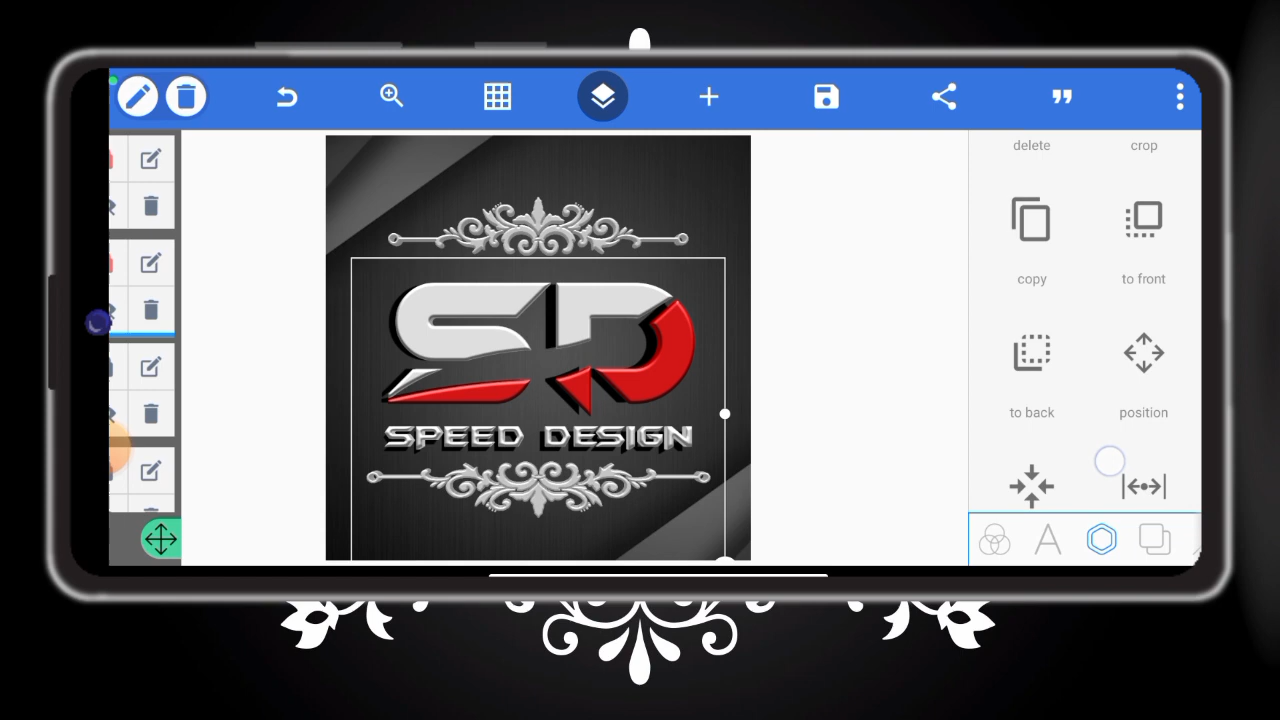 delete crop
copy to front
to back position
SD
SPEED DESIGN